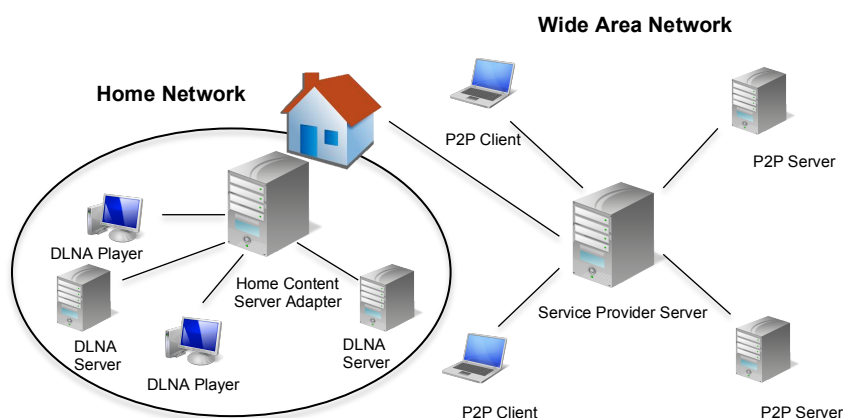 Wide Area Network
Home Network
P2P Client
P2P Server
DLNA Player
Home Content
Server Adapter
Service Provider Server
DLNA
Server
DLNA Player
DLNA
Server
P2P Client
P2P Server